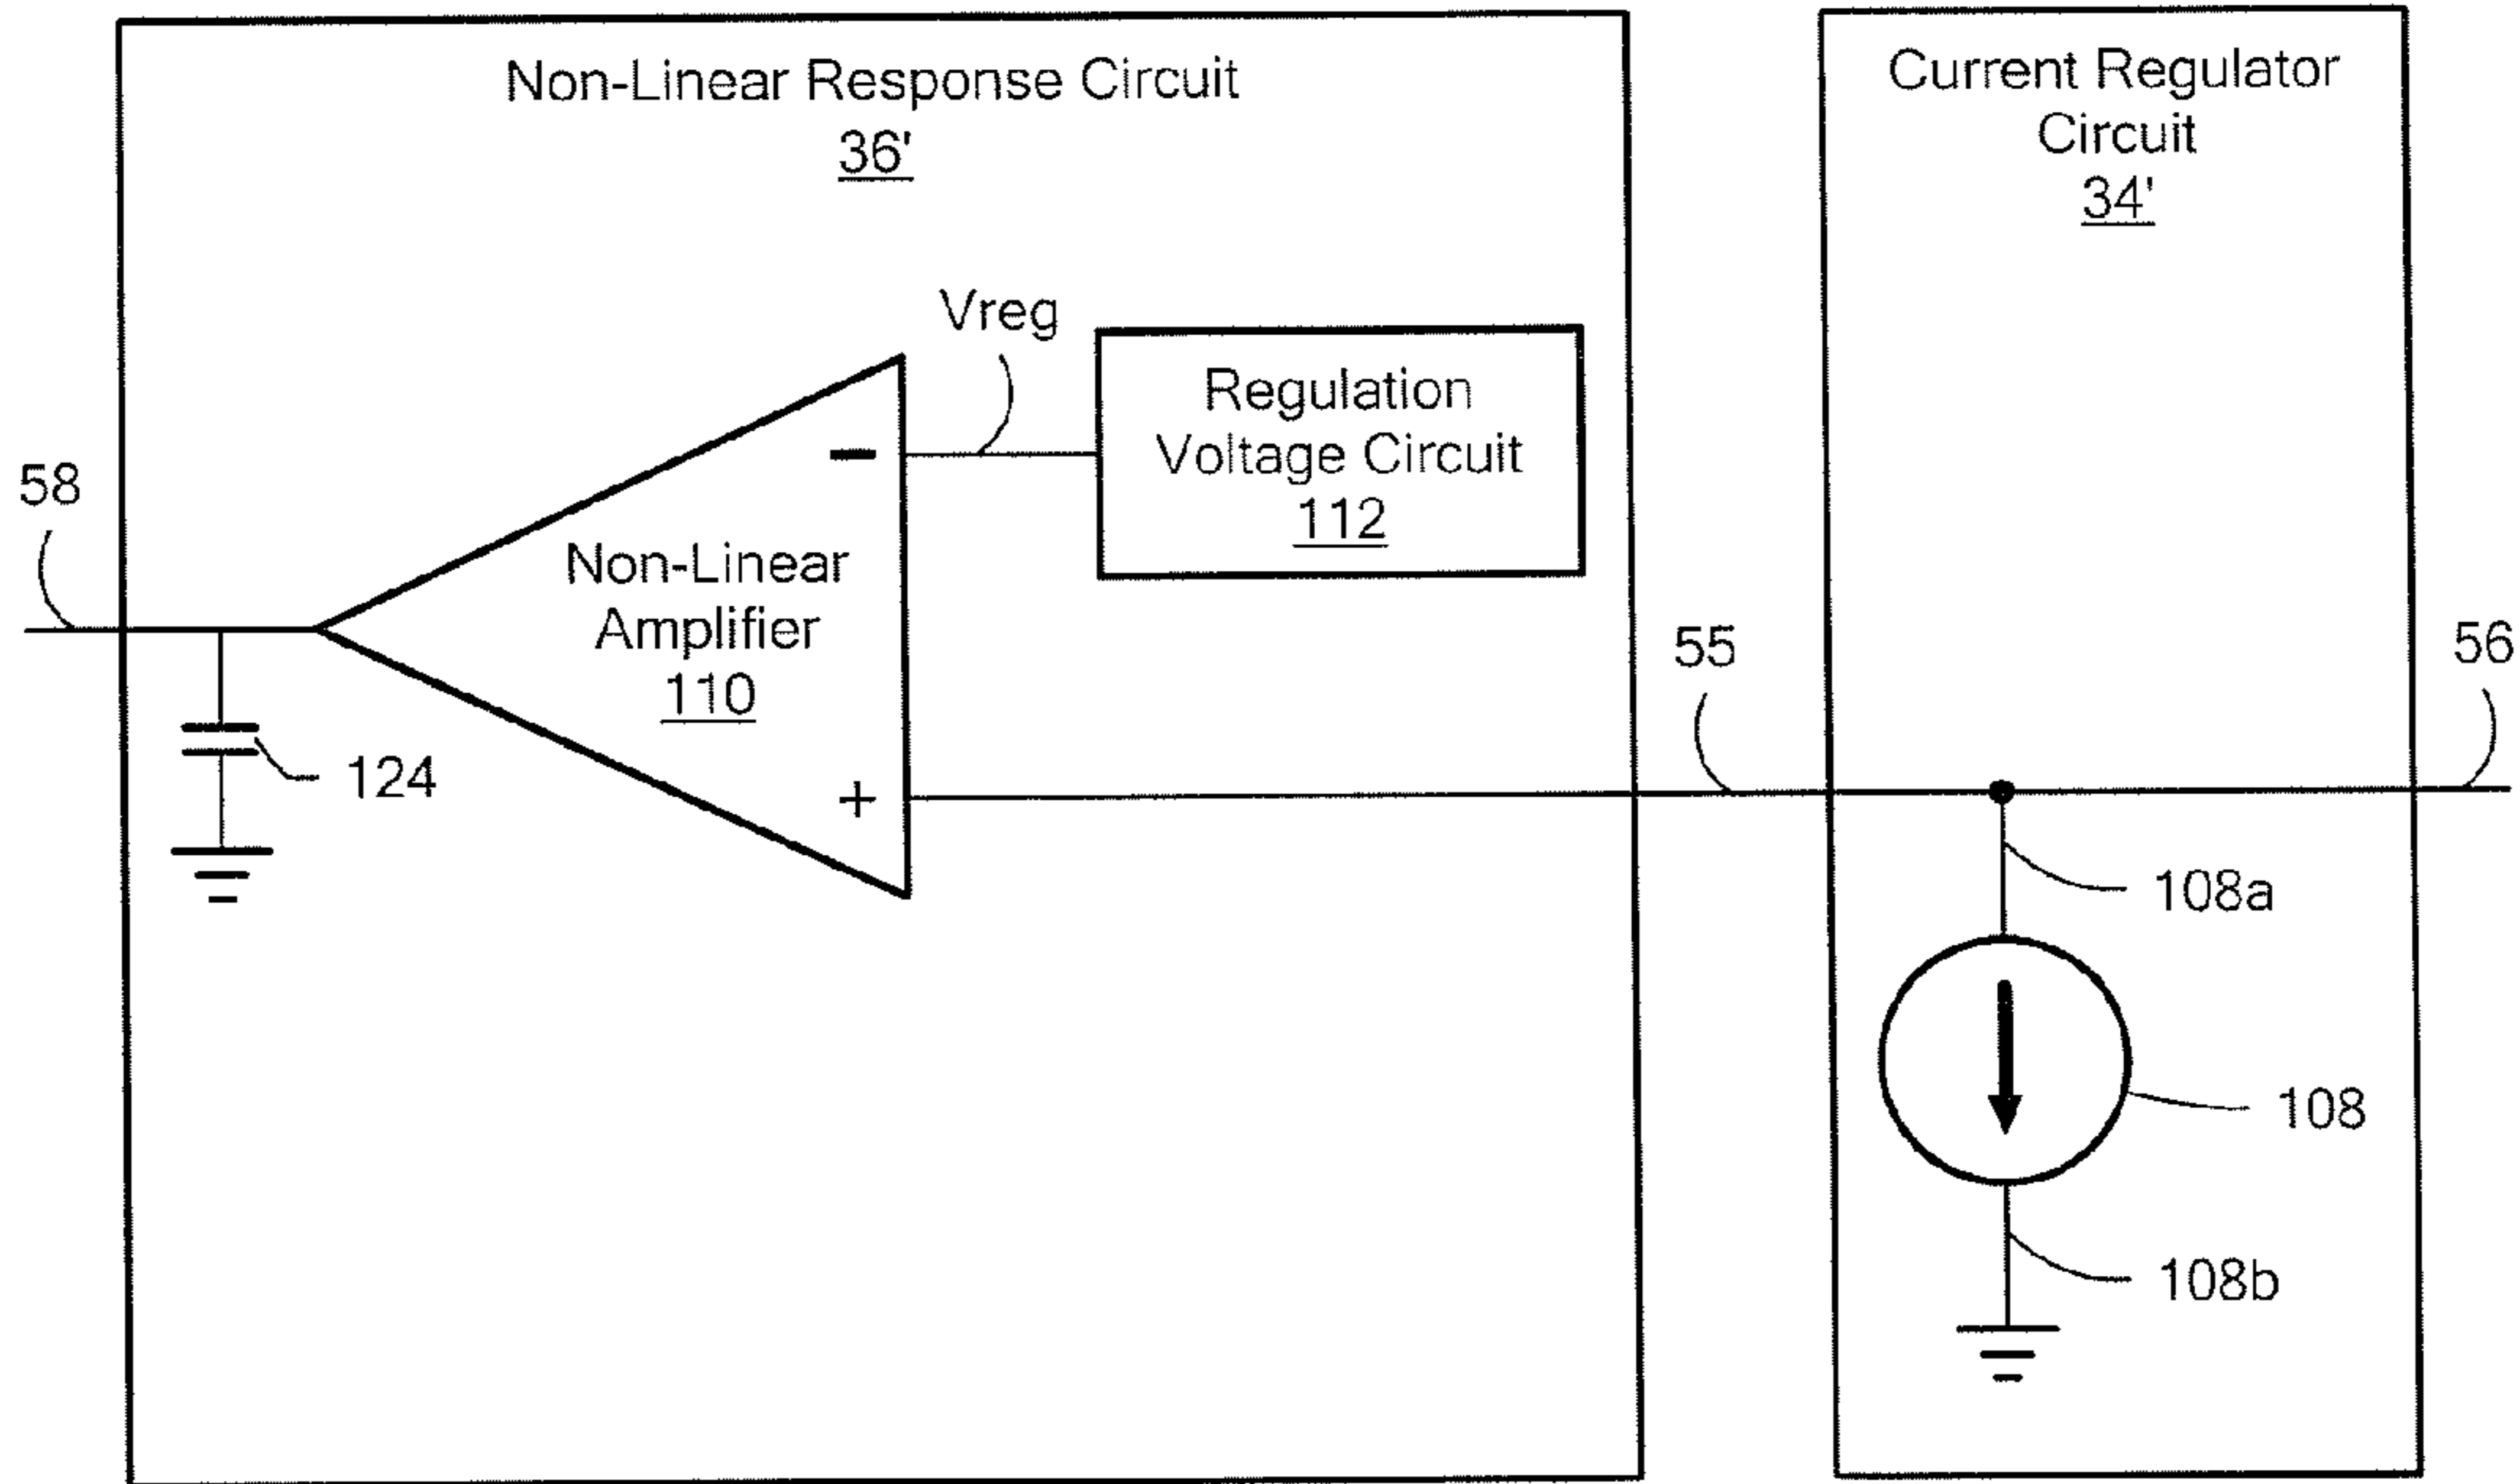 Non-Linear Response Circuit
36'
Current Regulator
Circuit
34'
Vreg
Regulation
Voltage Circuit
112
58
Non-Linear
Amplifier
110
-
+
124
55
56
108a
108
108b